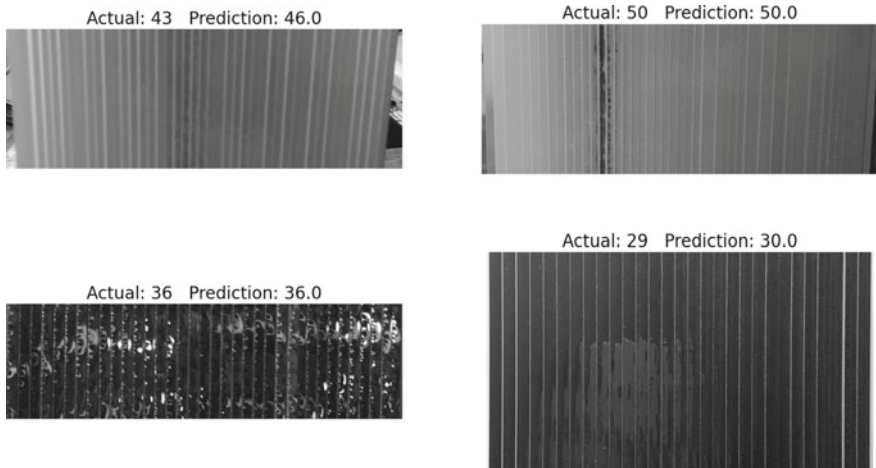 Actual: 43 Prediction: 46.0
Actual: 50 Prediction: 50.0
Actual: 36 Prediction: 36.0
Actual: 29 Prediction: 30.0